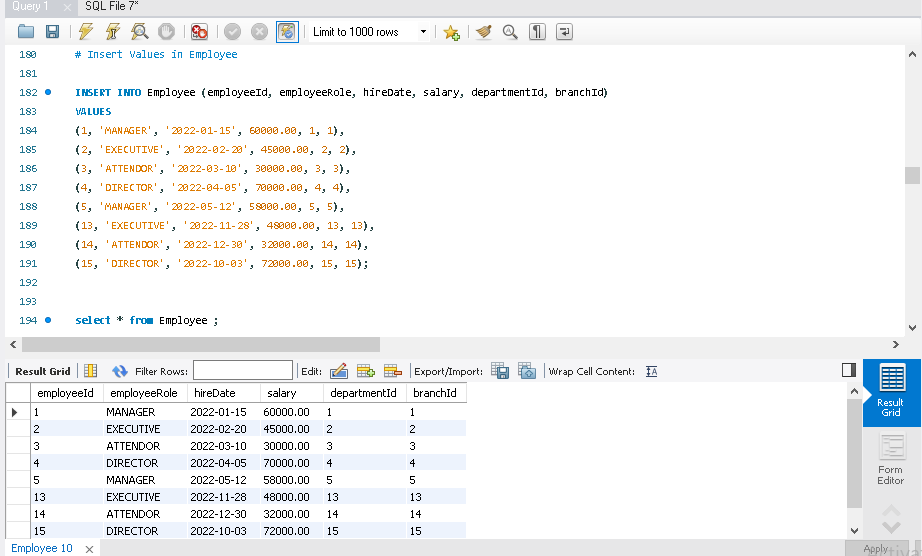 Query 1
SQL File 7*
Limit to 1000 rows
180 # Insert Values in Employee
181
182 INSERT INTO Employee (employeeId, employeeRole, hireDate, salary, departmentId, branchId)
183 VALUES
184 (1, 'MANAGER', '2022-01-15', 60000.00, 1, 1),
185 (2, 'EXECUTIVE', '2022-02-20', 45000.00, 2, 2),
186 (3, 'ATTENDOR', '2022-03-10', 30000.00, 3, 3),
187 (4, 'DIRECTOR', '2022-04-05', 70000.00, 4, 4),
188 (5, 'MANAGER', '2022-05-12', 58000.00, 5, 5),
189 (13, 'EXECUTIVE', '2022-11-28', 48000.00, 13, 13),
190 (14, 'ATTENDOR', '2022-12-30', 32000.00, 14, 14),
191 (15, 'DIRECTOR', '2022-10-03', 72000.00, 15, 15);
192
193
194 select * from Employee ;
Result Grid Filter Rows: Edit: Export/Import: Wrap Cell Content:
employeeId employeeRole hireDate salary departmentId branchId
1 MANAGER 2022-01-15 60000.00 1 1
2 EXECUTIVE 2022-02-20 45000.00 2 2
3 ATTENDOR 2022-03-10 30000.00 3 3
4 DIRECTOR 2022-04-05 70000.00 4 4
5 MANAGER 2022-05-12 58000.00 5 5
13 EXECUTIVE 2022-11-28 48000.00 13 13
14 ATTENDOR 2022-12-30 32000.00 14 14
15 DIRECTOR 2022-10-03 72000.00 15 15
Result
Grid
Form
Editor
Employee 10
Apply